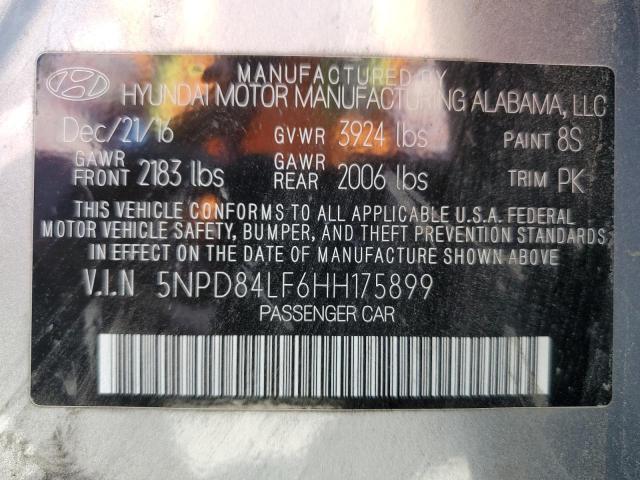 MANUFACTURED BY
HYUNDAI MOTOR MANUFACTURING ALABAMA, LLC
Dec/21/16 GVWR 3924 lbs PAINT 8S
GAWR FRONT 2183 lbs GAWR REAR 2006 lbs TRIM PK
THIS VEHICLE CONFORMS TO ALL APPLICABLE U.S.A. FEDERAL
MOTOR VEHICLE SAFETY, BUMPER, AND THEFT PREVENTION STANDARDS
IN EFFECT ON THE DATE OF MANUFACTURE SHOWN ABOVE.
V.I.N 5NPD84LF6HH175899
PASSENGER CAR